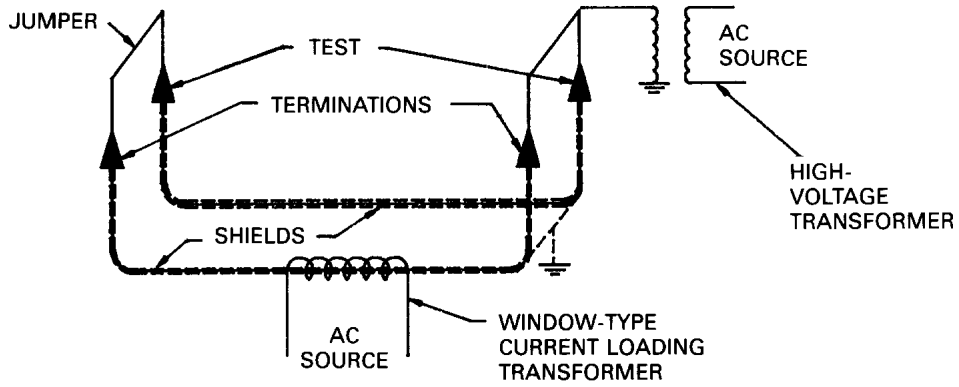 JUMPER
TEST
AC
SOURCE
TERMINATIONS
HIGH-
VOLTAGE
TRANSFORMER
SHIELDS
AC
SOURCE
WINDOW-TYPE
CURRENT LOADING
TRANSFORMER